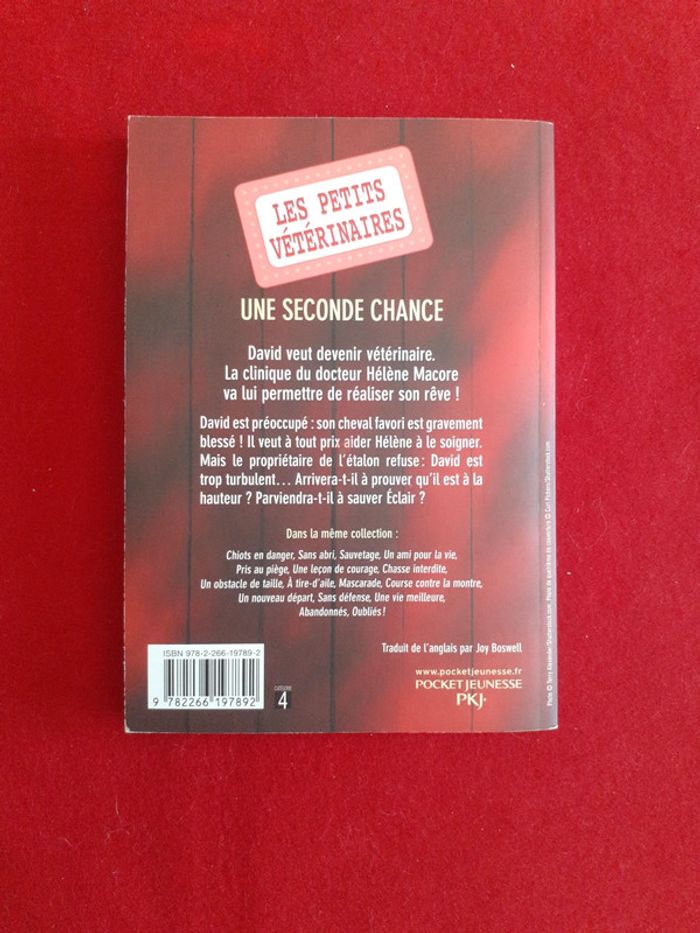 LES PETITS
VÉTÉRINAIRES
UNE SECONDE CHANCE
David veut devenir vétérinaire.
La clinique du docteur Hélène Macore
va lui permettre de réaliser son rêve !
David est préoccupé : son cheval favori est gravement
blessé ! Il veut à tout prix aider Hélène à le soigner.
Mais le propriétaire de l'étalon refuse : David est
trop turbulent... Arrivera-t-il à prouver qu'il est à la
hauteur ? Parviendra-t-il à sauver Éclair ?
Dans la même collection :
Chiots en danger, Sans abri, Sauvetage, Un ami pour la vie,
Pris au piège, Une leçon de courage, Chasse interdite,
Un obstacle de taille, À tire-d'aile, Mascarade, Course contre la montre,
Un nouveau départ, Sans défense, Une vie meilleure,
Abandonnés, Oubliés !
Traduit de l'anglais par Joy Boswell
ISBN 978-2-266-19789-2
9 782266 197892
CATÉGORIE
4
www.pocketjeunesse.fr
POCKET JEUNESSE
PKJ·